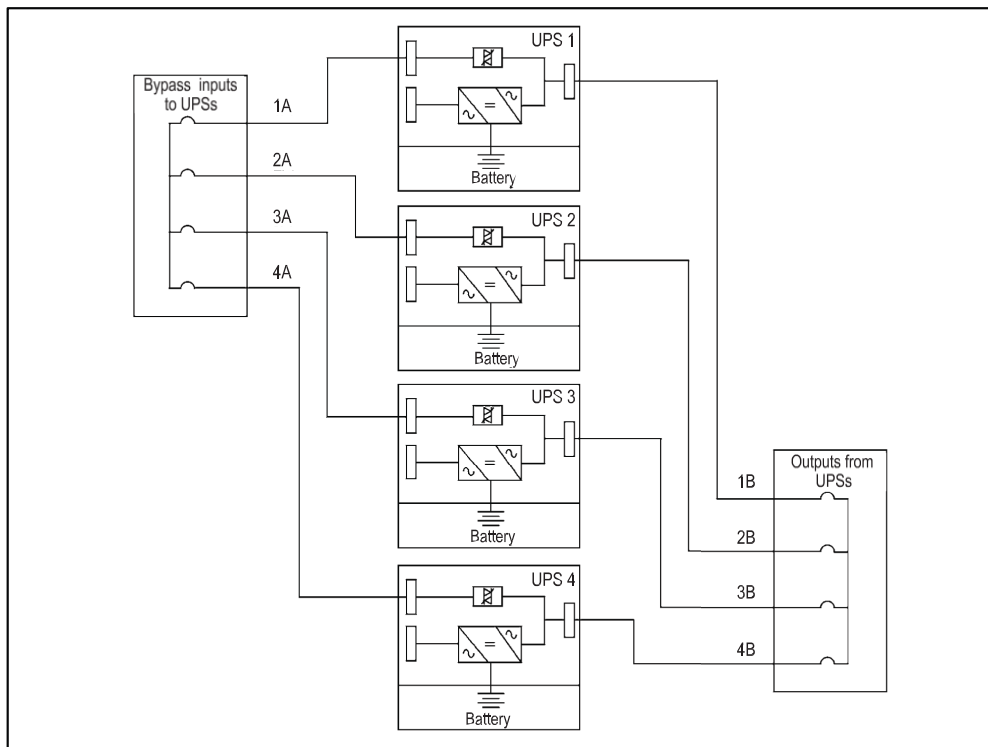 Bypass inputs
to UPSs
1A
2A
3A
4A
UPS 1
~
=
~
Battery
UPS 2
~
=
~
Battery
UPS 3
~
=
~
Battery
UPS 4
~
=
~
Battery
Outputs from
UPSs
1B
2B
3B
4B